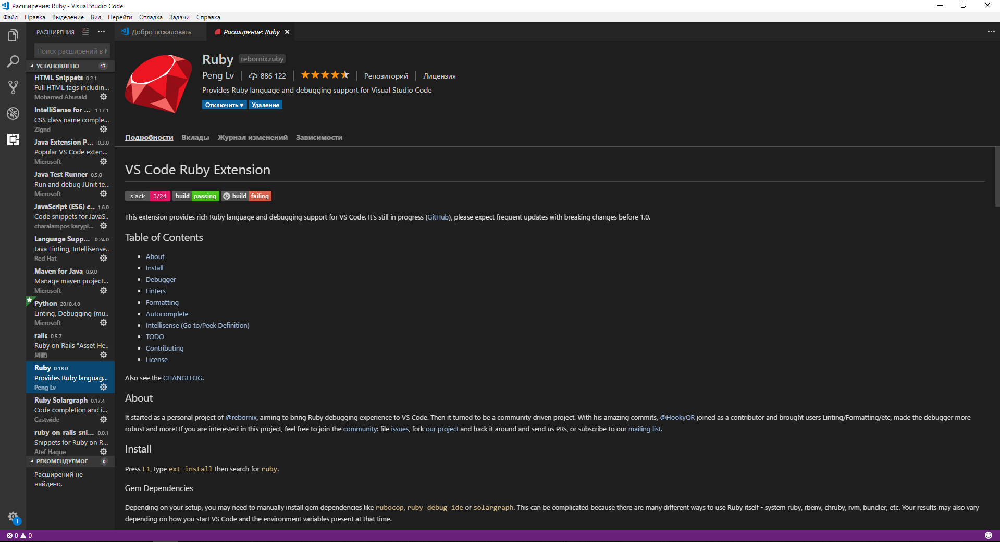 Расширение: Ruby - Visual Studio Code
Файл Правка Выделение Вид Перейти Отладка Задачи Справка
РАСШИРЕНИЯ
Поиск расширений в
УСТАНОВЛЕНО 17
HTML Snippets 0.2.1
Full HTML tags includin...
Mohamed Abusaid
IntelliSense for ... 1.17.1
CSS class name comple...
Zignd
Java Extension P... 0.3.0
Popular VS Code exten...
Microsoft
Java Test Runner 0.5.0
Run and debug JUnit te...
Microsoft
JavaScript (ES6) c... 1.6.0
Code snippets for JavaS...
charalampos karypi...
Language Supp... 0.24.0
Java Linting, Intellisense...
Red Hat
Maven for Java 0.9.0
Manage maven project...
Microsoft
Python 2018.4.0
Linting, Debugging (mu...
Microsoft
rails 0.5.7
Ruby on Rails "Asset He...
Ruby 0.18.0
Provides Ruby languag...
Peng Lv
Ruby Solargraph 0.17.4
Code completion and i...
Castwide
ruby-on-rails-sni... 0.0.1
Snippets for Ruby on R...
Atef Haque
РЕКОМЕНДУЕМОЕ 0
Расширений не
найдено.
1
Добро пожаловать
Расширение: Ruby
Ruby rebornix.ruby
Peng Lv 886 122 Репозиторий Лицензия
Provides Ruby language and debugging support for Visual Studio Code
Отключить Удаление
Подробности Вклады Журнал изменений Зависимости
VS Code Ruby Extension
slack 3/24 build passing build failing
This extension provides rich Ruby language and debugging support for VS Code. It's still in progress (GitHub), please expect frequent updates with breaking changes before 1.0.
Table of Contents
About
Install
Debugger
Linters
Formatting
Autocomplete
Intellisense (Go to/Peek Definition)
TODO
Contributing
License
Also see the CHANGELOG.
About
It started as a personal project of @rebornix, aiming to bring Ruby debugging experience to VS Code. Then it turned to be a community driven project. With his amazing commits, @HookyQR joined as a contributor and brought users Linting/Formatting/etc, made the debugger more
robust and more! If you are interested in this project, feel free to join the community: file issues, fork our project and hack it around and send us PRs, or subscribe to our mailing list.
Install
Press F1, type ext install then search for ruby.
Gem Dependencies
Depending on your setup, you may need to manually install gem dependencies like rubocop, ruby-debug-ide or solargraph. This can be complicated because there are many different ways to use Ruby itself - system ruby, rbenv, chruby, rvm, bundler, etc. Your results may also vary
depending on how you start VS Code and the environment variables present at that time.
0 0